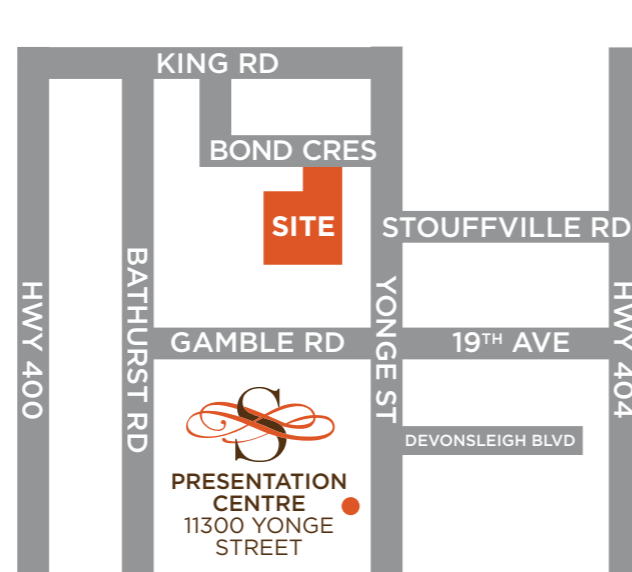 KING RD
BOND CRES
SITE
STOUFFVILLE RD
HWY 400
BATHURST RD
YONGE ST
HWY 404
GAMBLE RD
19TH AVE
DEVONSLEIGH BLVD
S
PRESENTATION
CENTRE
11300 YONGE
STREET